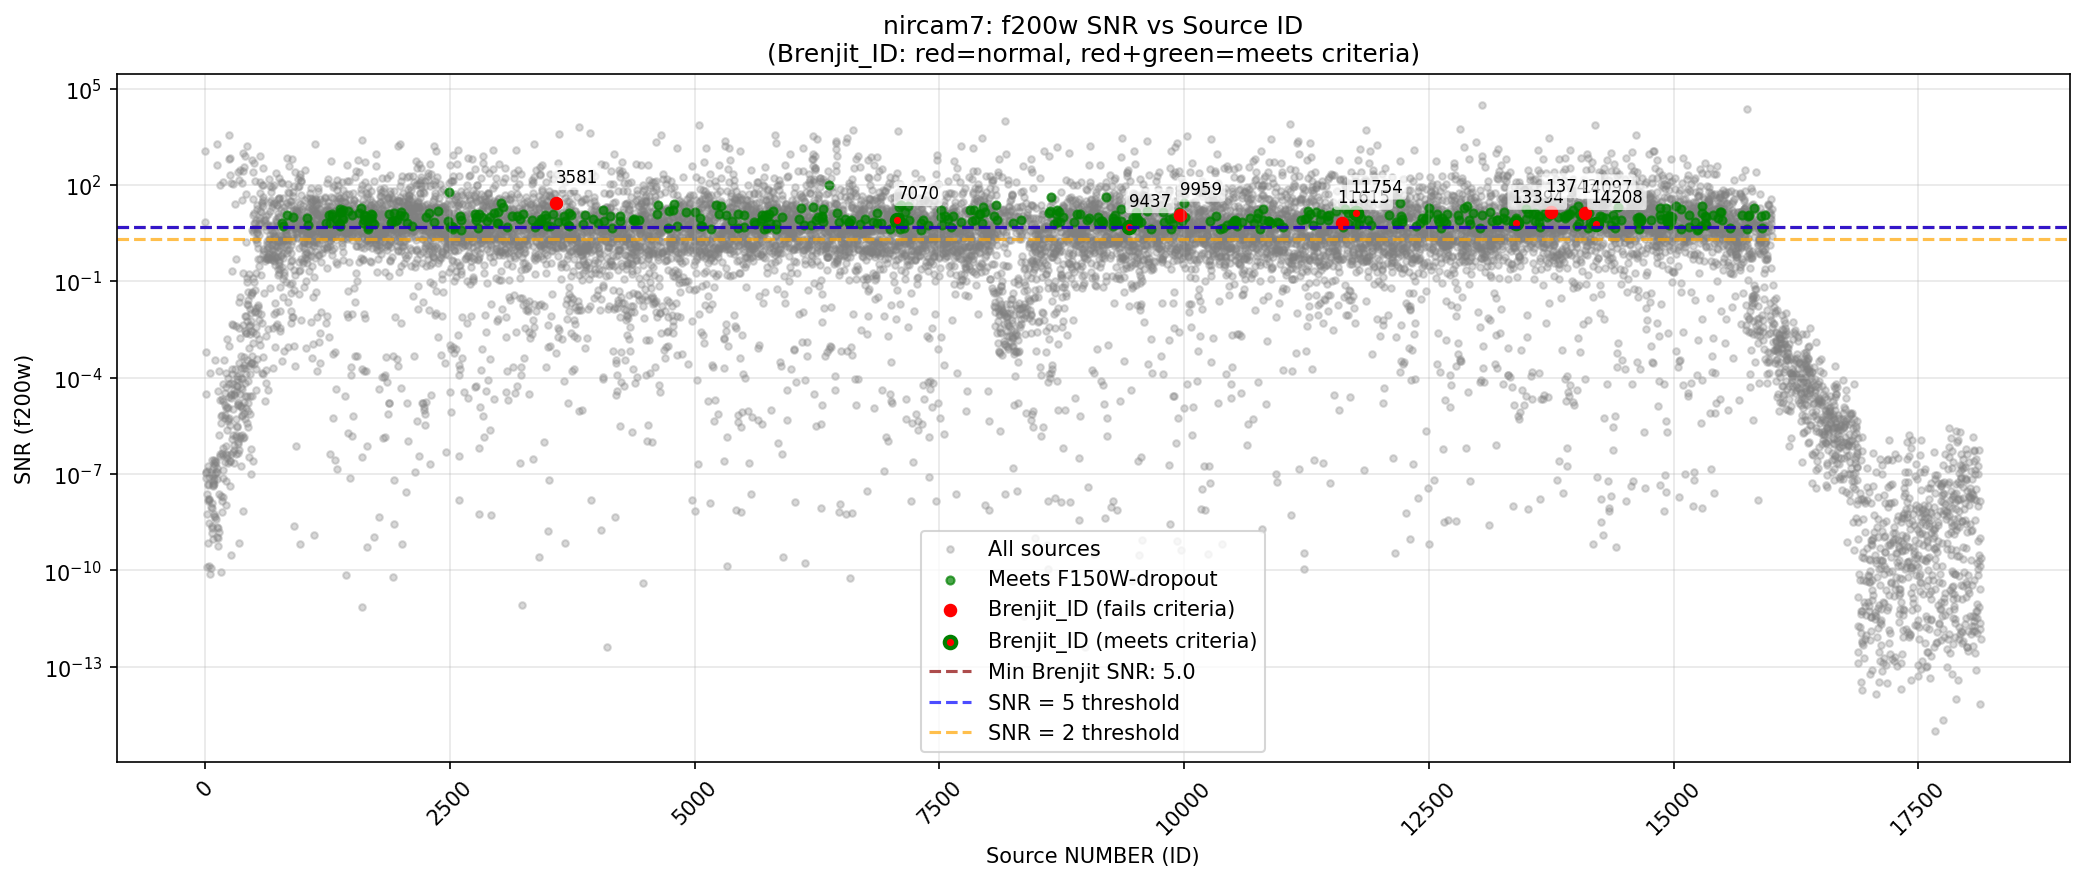 nircam7: f200w SNR vs Source ID
(Brenjit_ID: red=normal, red+green=meets criteria)
SNR (f200w)
10^5
10^2
10^-1
10^-4
10^-7
10^-10
10^-13
3581
7070
9437
9959
11754
13394
14208
All sources
Meets F150W-dropout
Brenjit_ID (fails criteria)
Brenjit_ID (meets criteria)
Min Brenjit SNR: 5.0
SNR = 5 threshold
SNR = 2 threshold
0
2500
5000
7500
10000
12500
15000
17500
Source NUMBER (ID)